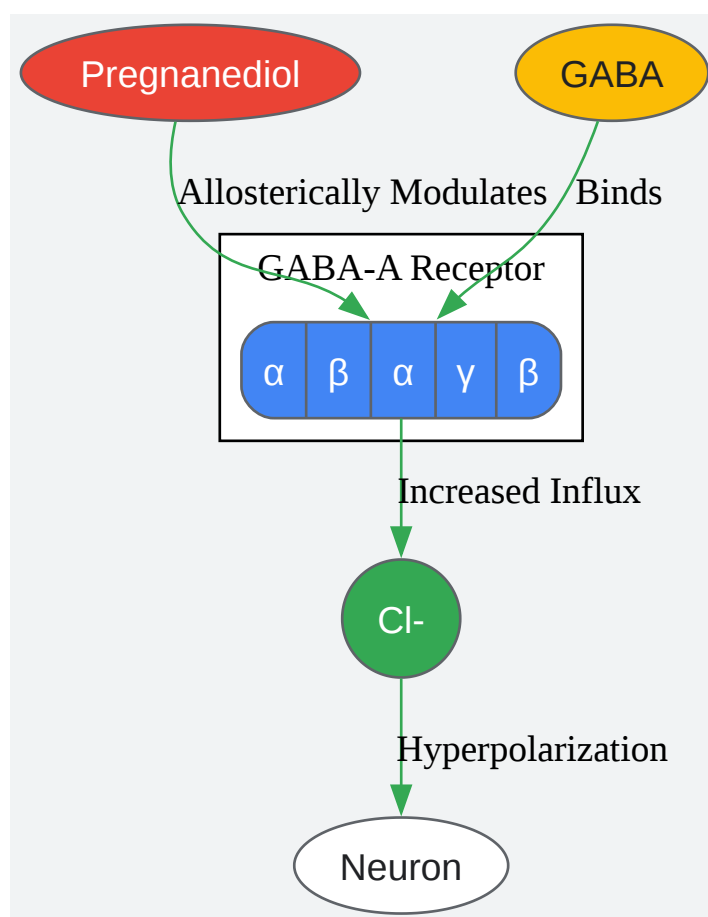 Pregnanediol
GABA
Allosterically Modulates
Binds
GABA-A Receptor
α β α γ β
Increased Influx
Cl-
Hyperpolarization
Neuron